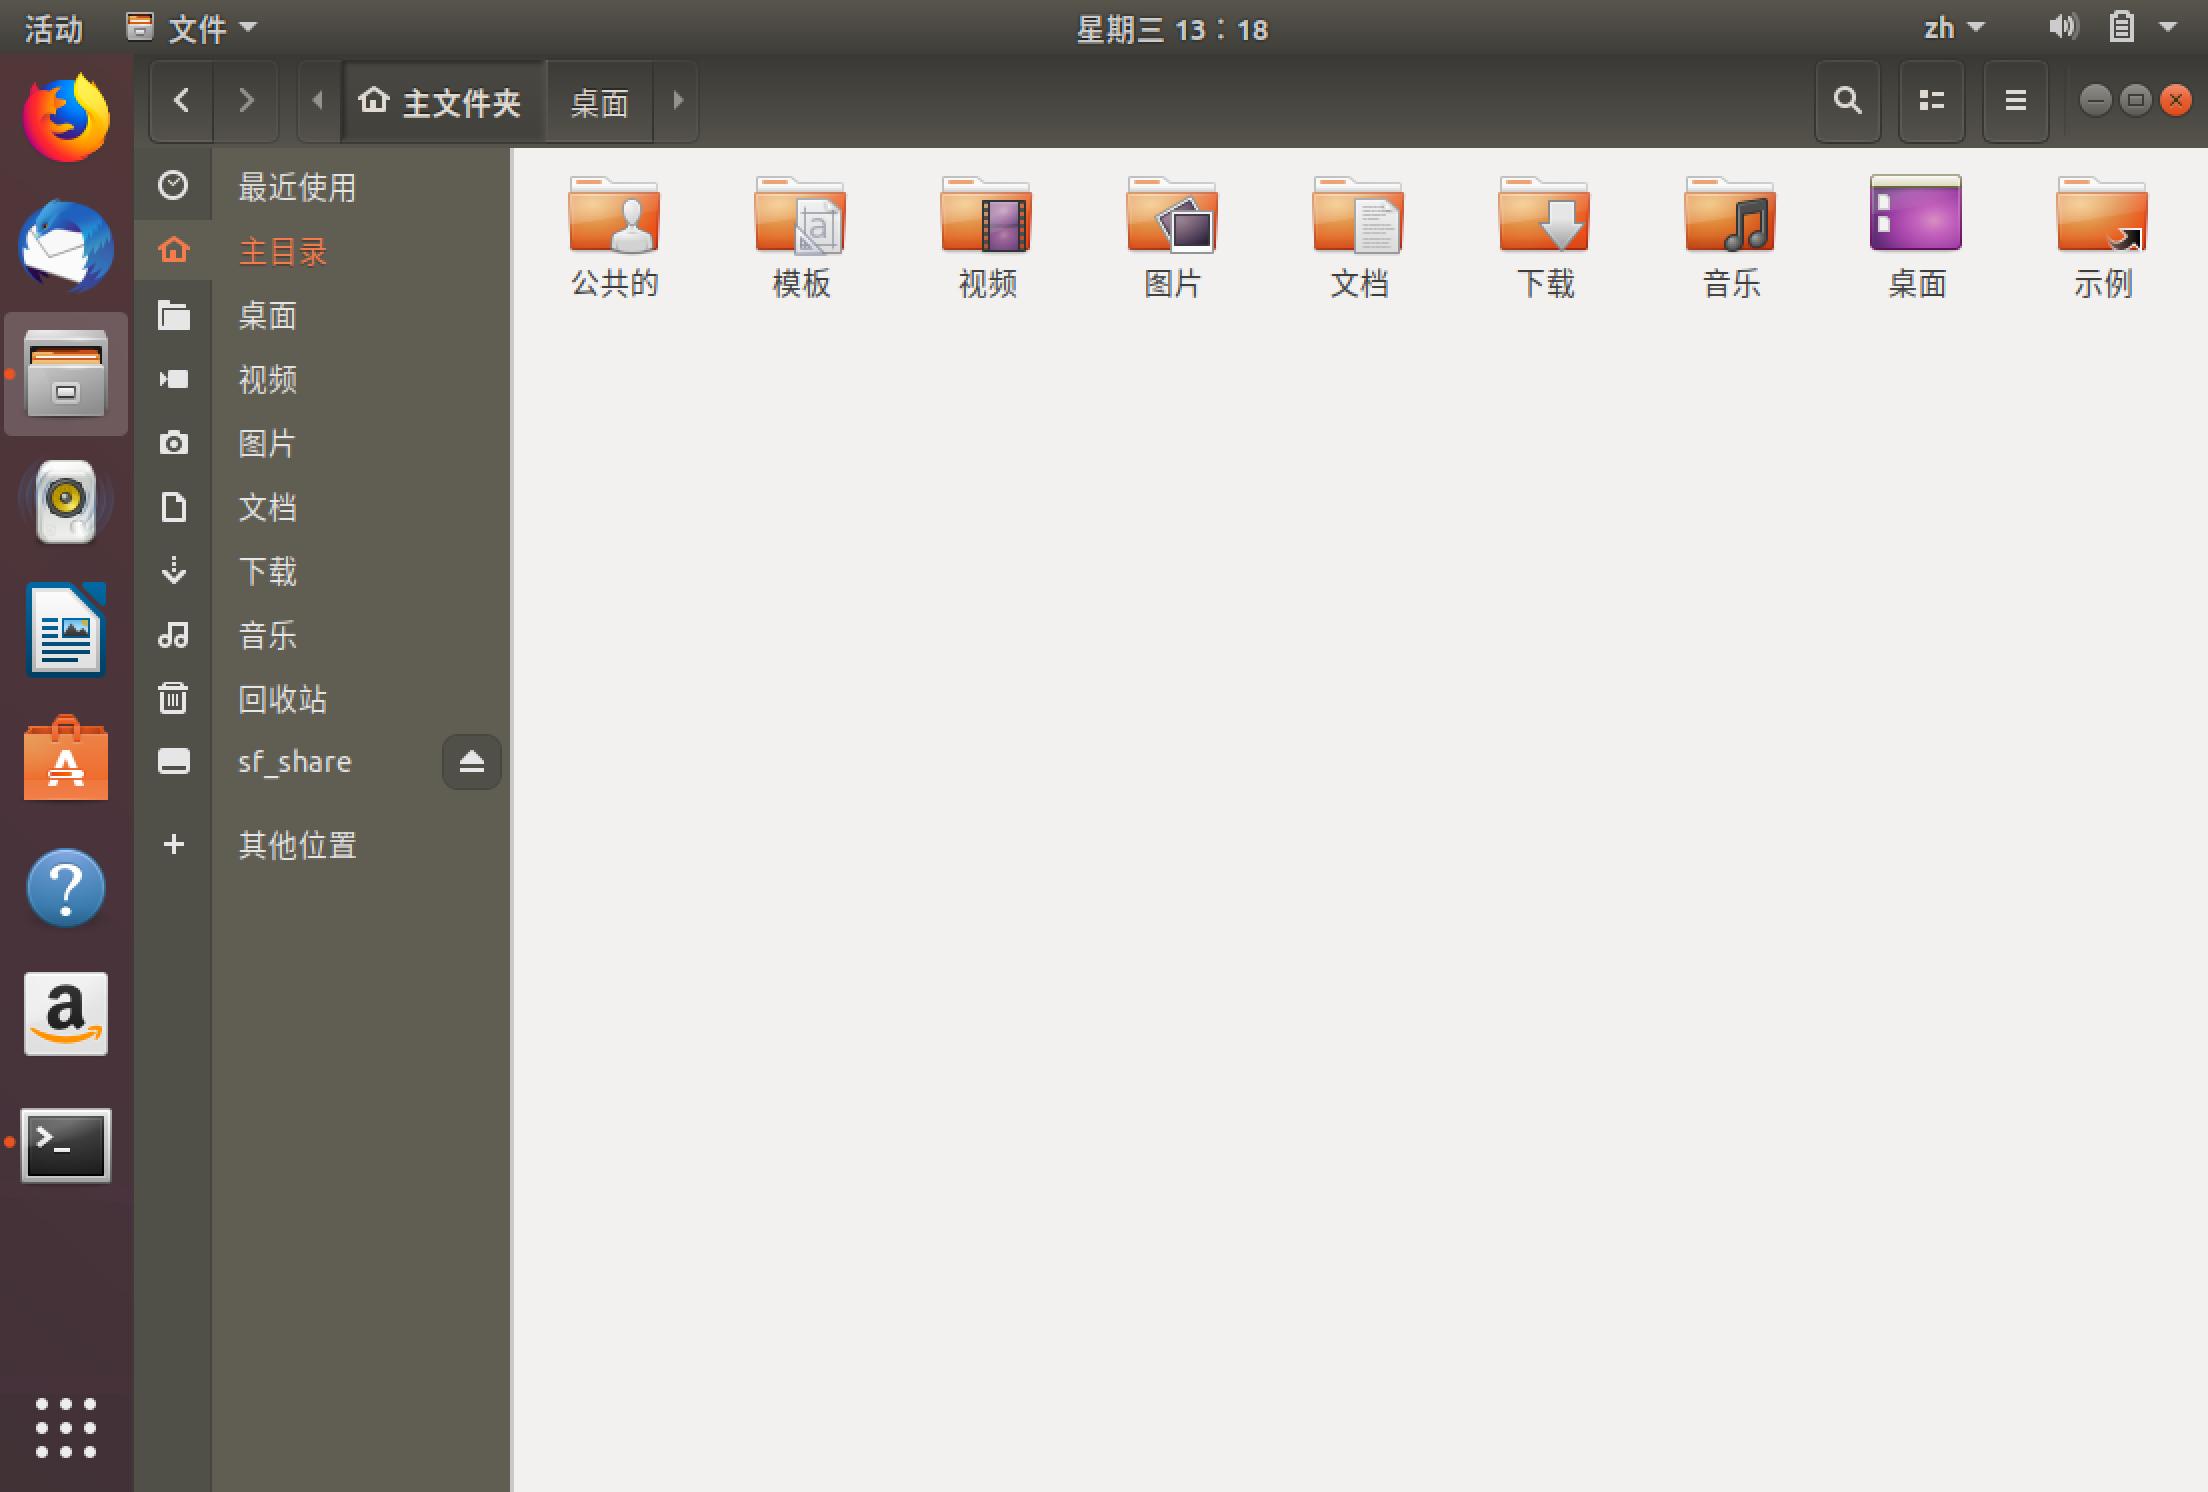 活动 文件 星期三 13：18 zh
主文件夹 桌面
最近使用
主目录
桌面
视频
图片
文档
下载
音乐
回收站
sf_share
其他位置
公共的 模板 视频 图片 文档 下载 音乐 桌面 示例